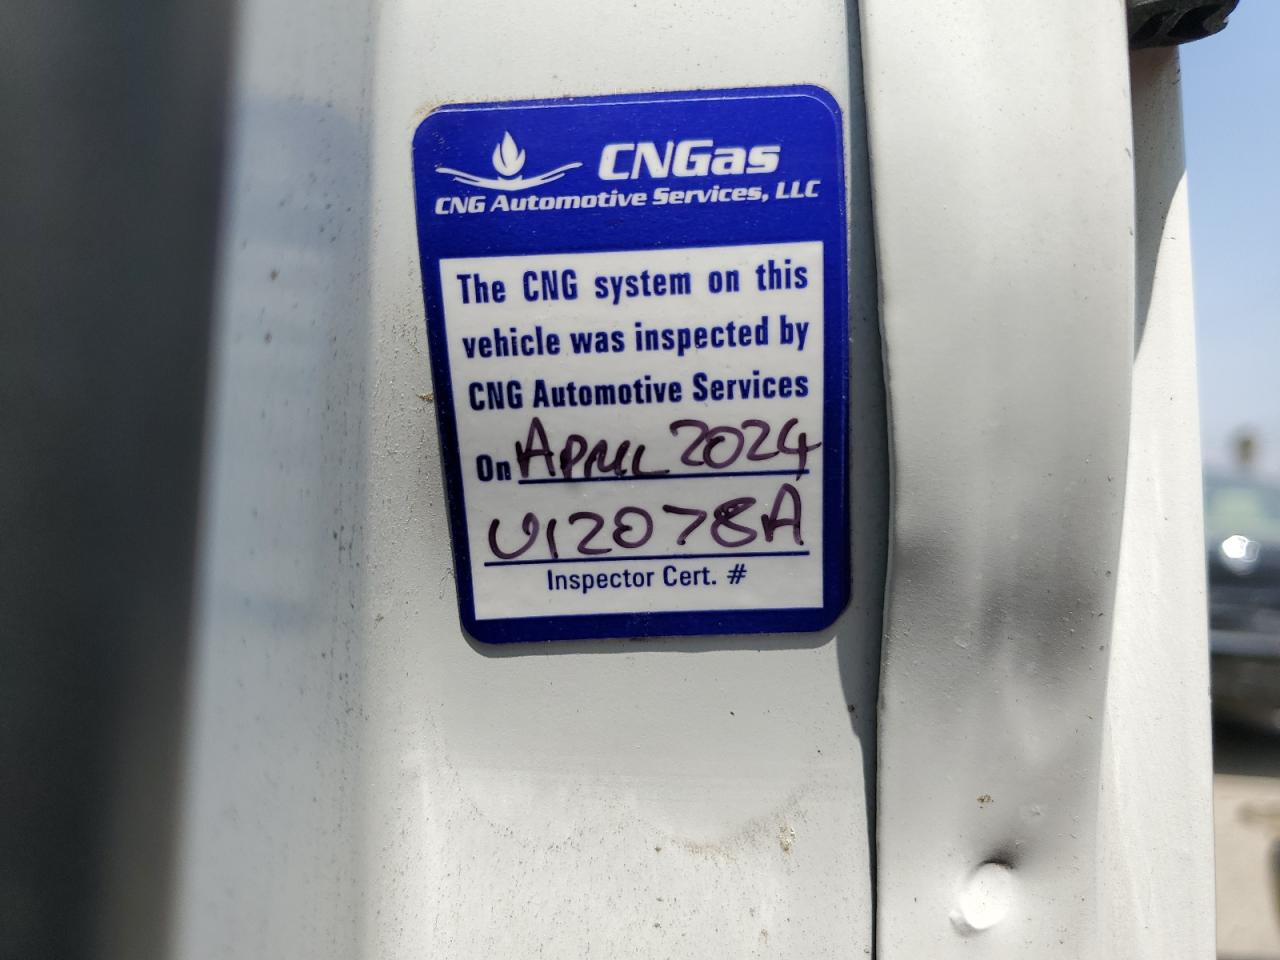 CNGas
CNG Automotive Services, LLC
The CNG system on this
vehicle was inspected by
CNG Automotive Services
On APRIL 2024
U12078A
Inspector Cert. #